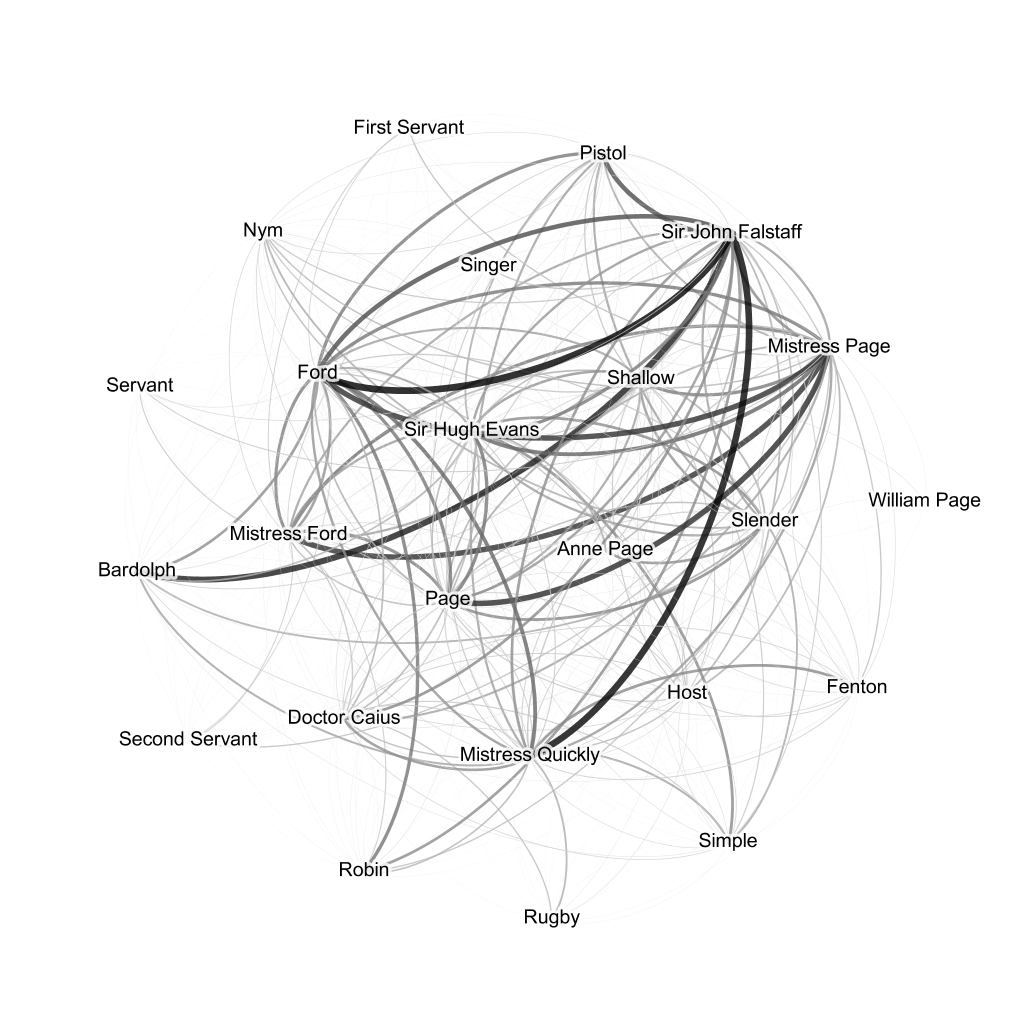 First Servant
Pistol
Nym
Sir John Falstaff
Singer
Mistress Page
Ford
Shallow
Servant
Sir Hugh Evans
William Page
Slender
Mistress Ford
Anne Page
Bardolph
Page
Fenton
Host
Doctor Caius
Second Servant
Mistress Quickly
Simple
Robin
Rugby